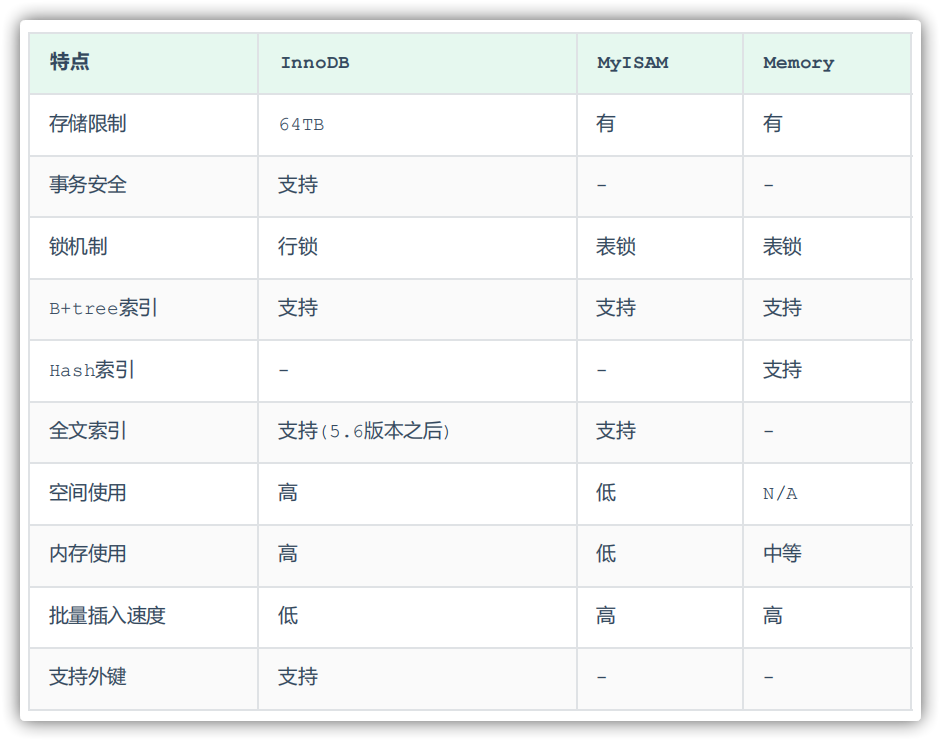 特点 InnoDB MyISAM Memory
存储限制 64TB 有 有
事务安全 支持 - -
锁机制 行锁 表锁 表锁
B+tree索引 支持 支持 支持
Hash索引 - - 支持
全文索引 支持(5.6版本之后) 支持 -
空间使用 高 低 N/A
内存使用 高 低 中等
批量插入速度 低 高 高
支持外键 支持 - -